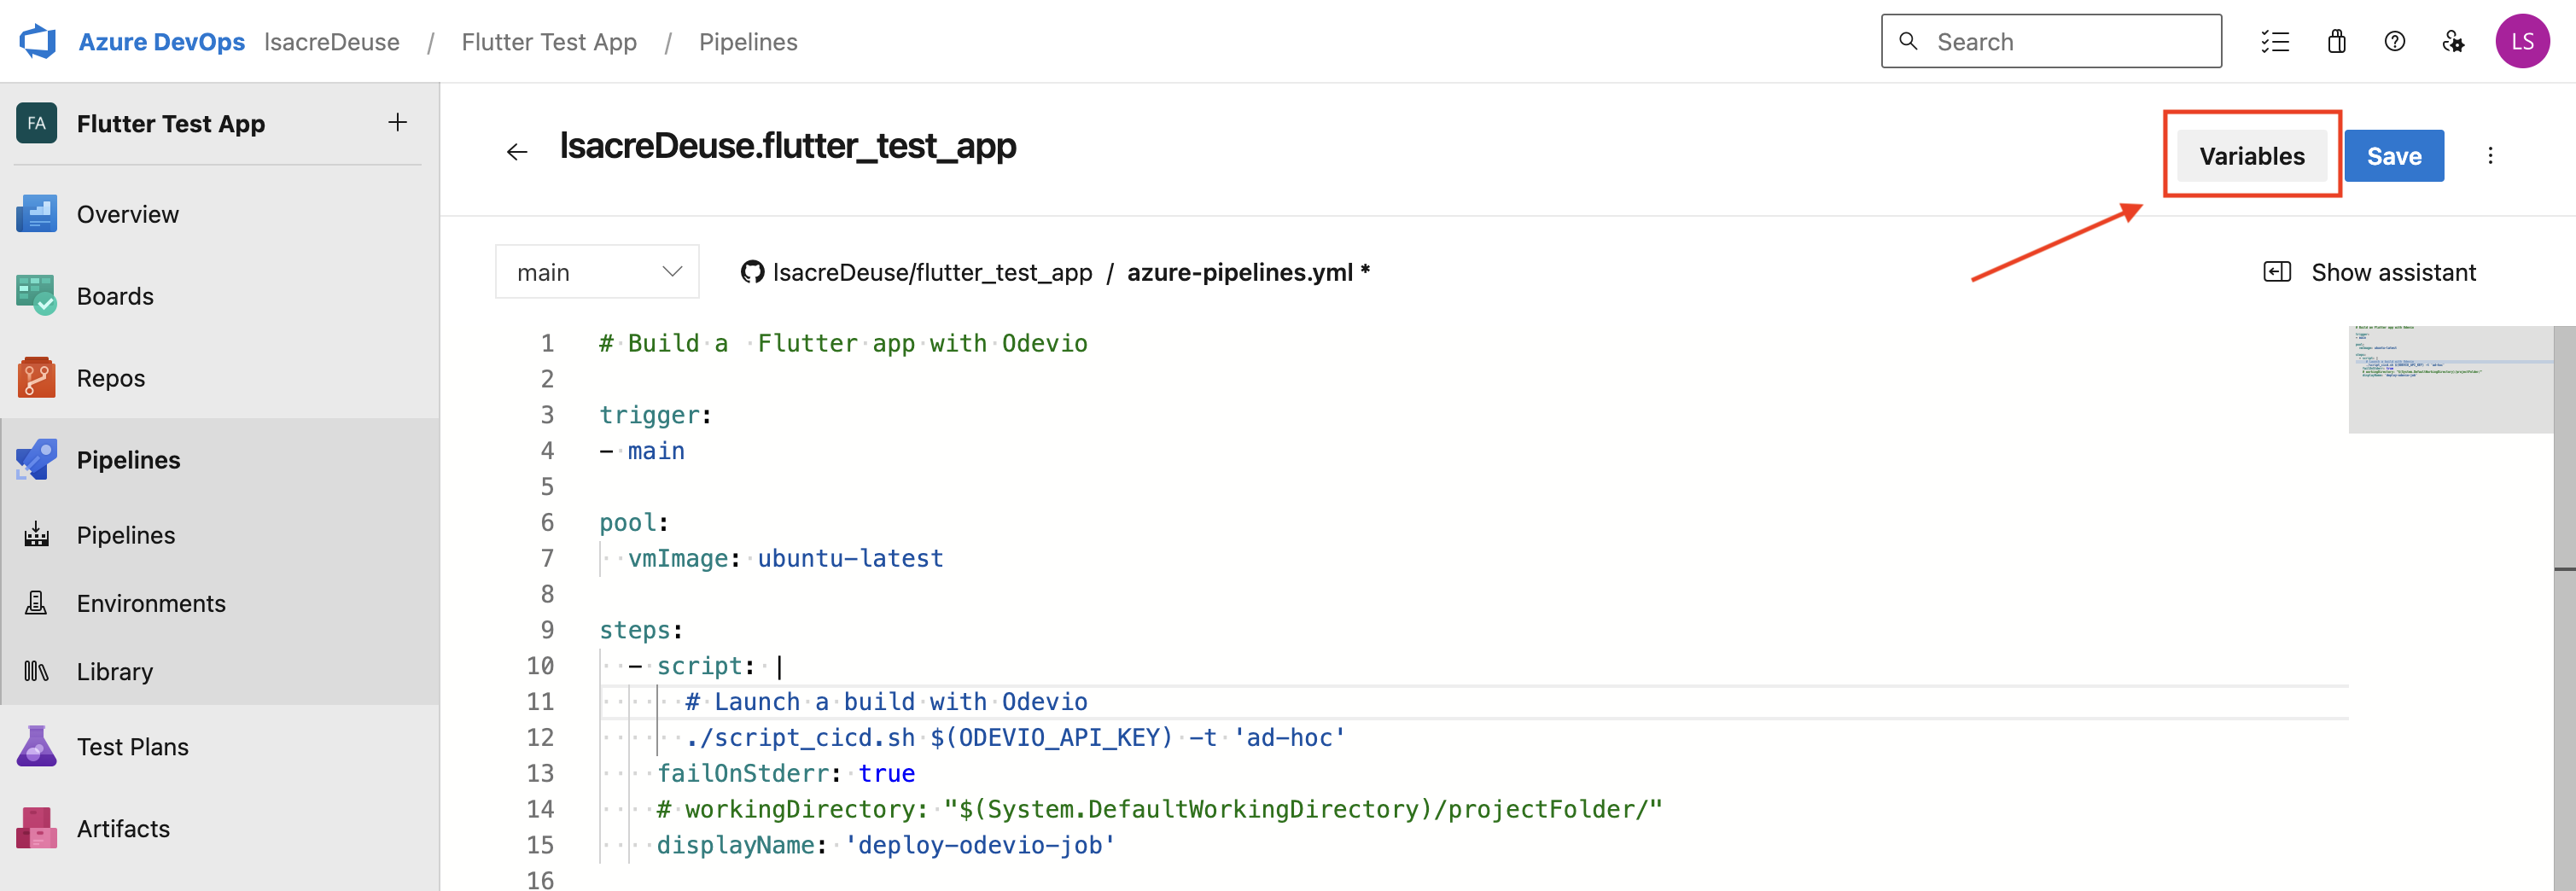 Azure DevOps lsacreDeuse / Flutter Test App / Pipelines
Search
LS
FA Flutter Test App +
Overview
Boards
Repos
Pipelines
Pipelines
Environments
Library
Test Plans
Artifacts
lsacreDeuse.flutter_test_app
Variables
Save
main
lsacreDeuse/flutter_test_app / azure-pipelines.yml *
Show assistant
1 # Build a  Flutter app with Odevio
2
3 trigger:
4 - main
5
6 pool:
7   vmImage: ubuntu-latest
8
9 steps:
10   - script: |
11       # Launch a build with Odevio
12       ./script_cicd.sh $(ODEVIO_API_KEY) -t 'ad-hoc'
13     failOnStderr: true
14     # workingDirectory: "$(System.DefaultWorkingDirectory)/projectFolder/"
15     displayName: 'deploy-odevio-job'
16